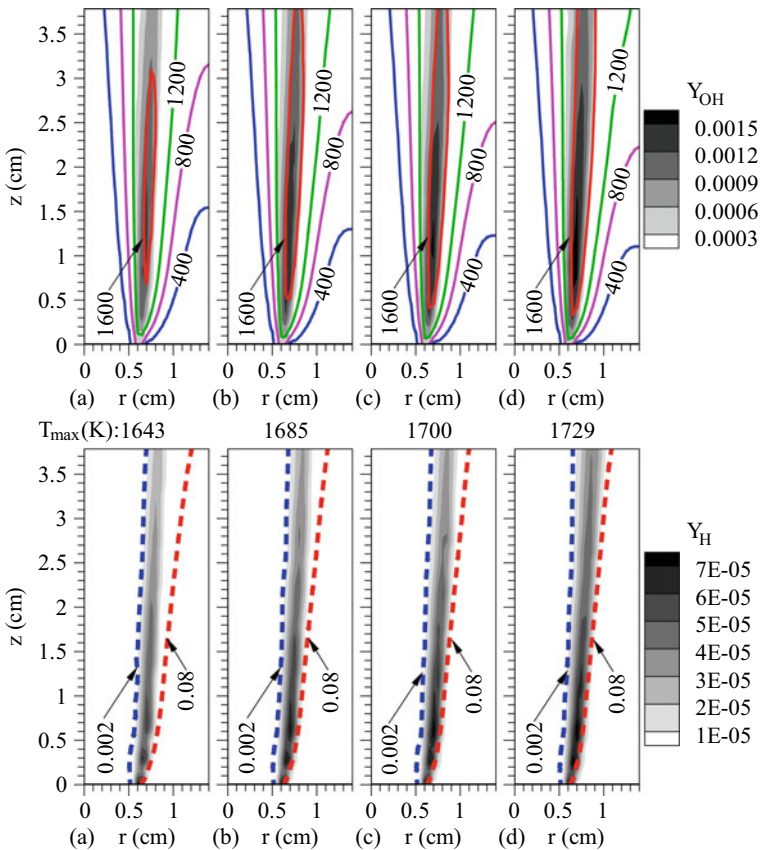 3.5
3
2.5
2
1.5
1
0.5
0
z (cm)
1200
800
400
1600
1200
800
400
1600
1200
800
400
1600
1200
800
400
1600
Y_OH
0.0015
0.0012
0.0009
0.0006
0.0003
0 0.5 1
0 0.5 1
0 0.5 1
0 0.5 1
(a) r (cm)
(b) r (cm)
(c) r (cm)
(d) r (cm)
T_max(K):1643 1685 1700 1729
3.5
3
2.5
2
1.5
1
0.5
0
z (cm)
0.002
0.08
0.002
0.08
0.002
0.08
0.002
0.08
Y_H
7E-05
6E-05
5E-05
4E-05
3E-05
2E-05
1E-05
0 0.5 1
0 0.5 1
0 0.5 1
0 0.5 1
(a) r (cm)
(b) r (cm)
(c) r (cm)
(d) r (cm)